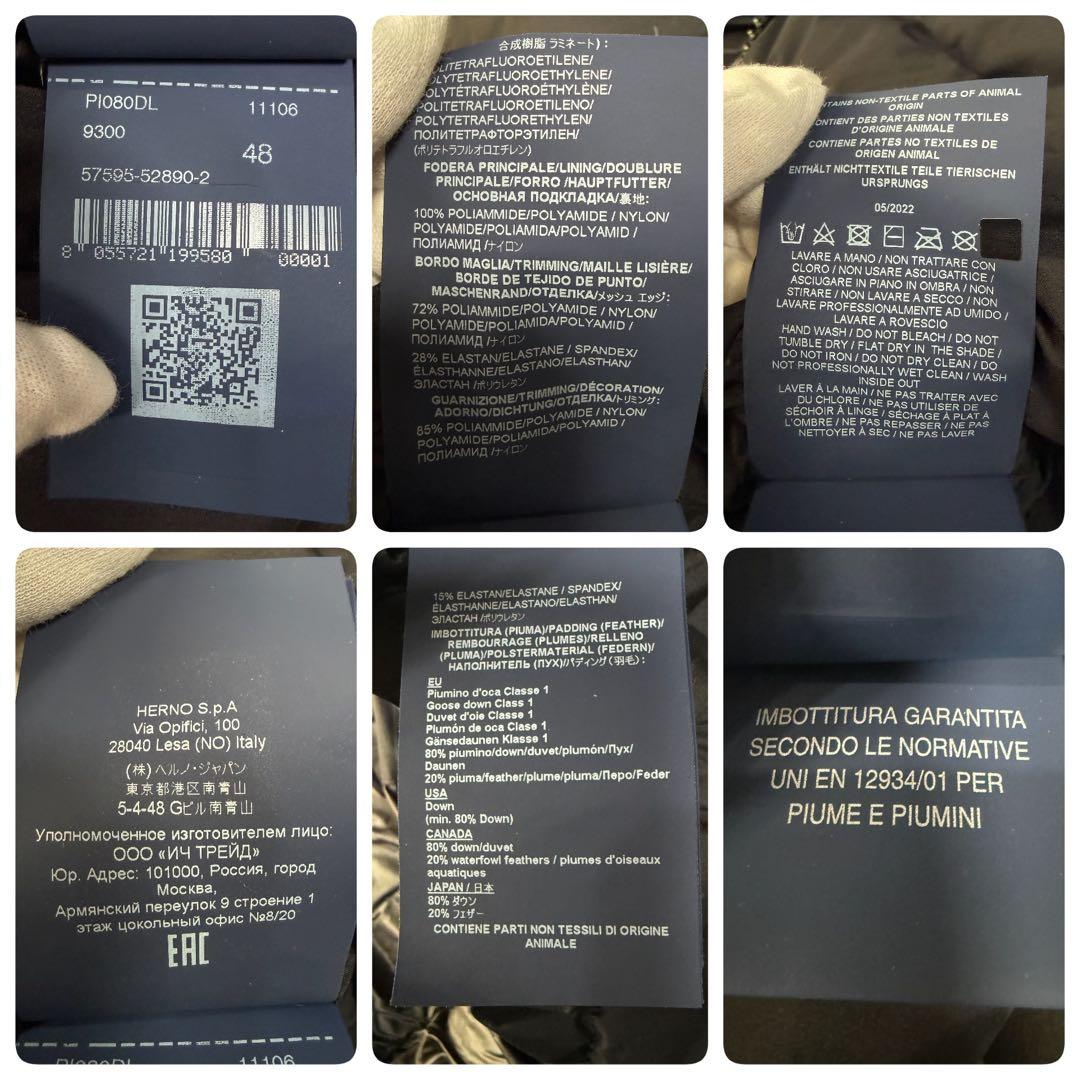 PI080DL 11106
9300
48
57595-52890-2
8 055721 199580 00001
合成樹脂 ラミネート):
POLITETRAFLUOROETILENE/
POLYTETRAFLUOROETHYLENE/
POLYTÉTRAFLUOROÉTHYLÈNE/
POLITETRAFLUOROETILENO/
POLYTETRAFLUORETHYLEN/
ПОЛИТЕТРАФТОРЭТИЛЕН/
(ポリテトラフルオロエチレン)
FODERA PRINCIPALE/LINING/DOUBLURE
PRINCIPALE/FORRO /HAUPTFUTTER/
ОСНОВНАЯ ПОДКЛАДКА/裏地:
100% POLIAMMIDE/POLYAMIDE / NYLON/
POLYAMIDE/POLIAMIDA/POLYAMID /
ПОЛИАМИД /ナイロン
BORDO MAGLIA/TRIMMING/MAILLE LISIÈRE/
BORDE DE TEJIDO DE PUNTO/
MASCHENRAND/ОТДЕЛКА/メッシュ エッジ:
72% POLIAMMIDE/POLYAMIDE / NYLON/
POLYAMIDE/POLIAMIDA/POLYAMID /
ПОЛИАМИД /ナイロン
28% ELASTAN/ELASTANE / SPANDEX/
ÉLASTHANNE/ELASTANO/ELASTHAN/
ЭЛАСТАН /ポリウレタン
GUARNIZIONE/TRIMMING/DÉCORATION/
ADORNO/DICHTUNG/ОТДЕЛКА/トリミング:
85% POLIAMMIDE/POLYAMIDE / NYLON/
POLYAMIDE/POLIAMIDA/POLYAMID /
ПОЛИАМИД /ナイロン
NON-TEXTILE PARTS OF ANIMAL
ORIGIN
CONTIENT DES PARTIES NON TEXTILES
D'ORIGINE ANIMALE
CONTIENE PARTES NO TEXTILES DE
ORIGEN ANIMAL
ENTHÄLT NICHTTEXTILE TEILE TIERISCHEN
URSPRUNGS
05/2022
LAVARE A MANO / NON TRATTARE CON
CLORO / NON USARE ASCIUGATRICE /
ASCIUGARE IN PIANO IN OMBRA / NON
STIRARE / NON LAVARE A SECCO / NON
LAVARE PROFESSIONALMENTE AD UMIDO /
LAVARE A ROVESCIO
HAND WASH / DO NOT BLEACH / DO NOT
TUMBLE DRY / FLAT DRY IN THE SHADE /
DO NOT IRON / DO NOT DRY CLEAN / DO
NOT PROFESSIONALLY WET CLEAN / WASH
INSIDE OUT
LAVER À LA MAIN / NE PAS TRAITER AVEC
DU CHLORE / NE PAS UTILISER DE
SÉCHOIR À LINGE / SÉCHAGE À PLAT À
L'OMBRE / NE PAS REPASSER / NE PAS
NETTOYER À SEC / NE PAS LAVER
HERNO S.p.A
Via Opifici, 100
28040 Lesa (NO) Italy
(株) ヘルノ・ジャパン
東京都港区南青山
5-4-48 Gビル南青山
Уполномоченное изготовителем лицо:
ООО «ИЧ ТРЕЙД»
Юр. Адрес: 101000, Россия, город
Москва,
Армянский переулок 9 строение 1
этаж цокольный офис №8/20
EAC
PI080DL 11106
15% ELASTAN/ELASTANE / SPANDEX/
ÉLASTHANNE/ELASTANO/ELASTHAN/
ЭЛАСТАН /ポリウレタン
IMBOTTITURA (PIUMA)/PADDING (FEATHER)/
REMBOURRAGE (PLUMES)/RELLENO
(PLUMA)/POLSTERMATERIAL (FEDERN)/
НАПОЛНИТЕЛЬ (ПУХ)/パディング (羽毛) :
EU
Piumino d'oca Classe 1
Goose down Class 1
Duvet d'oie Classe 1
Plumón de oca Classe 1
Gänsedaunen Klasse 1
80% piumino/down/duvet/plumón/Пух/
Daunen
20% piuma/feather/plume/pluma/Перо/Feder
USA
Down
(min. 80% Down)
CANADA
80% down/duvet
20% waterfowl feathers / plumes d'oiseaux
aquatiques
JAPAN / 日本
80% ダウン
20% フェザー
CONTIENE PARTI NON TESSILI DI ORIGINE
ANIMALE
IMBOTTITURA GARANTITA
SECONDO LE NORMATIVE
UNI EN 12934/01 PER
PIUME E PIUMINI